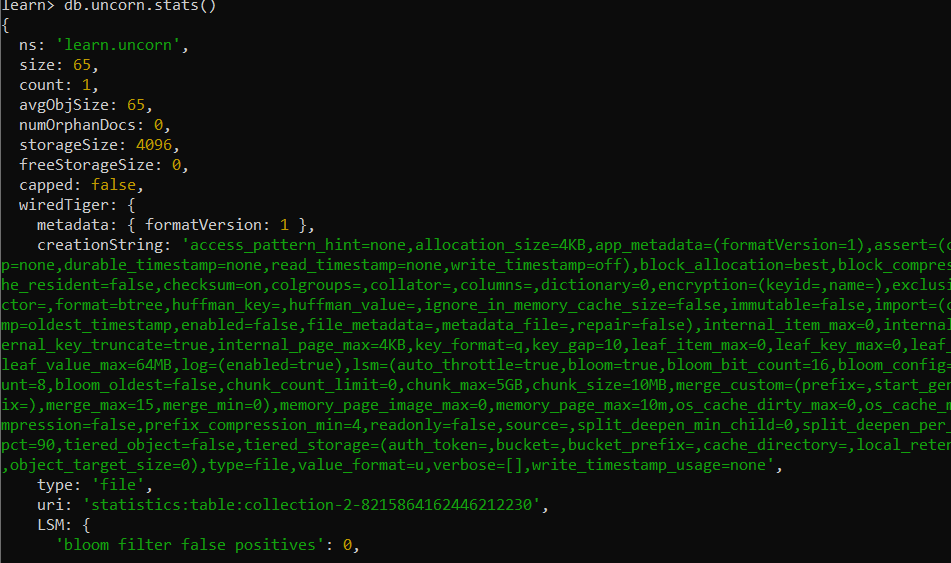 learn> db.uncorn.stats()
{
  ns: 'learn.uncorn',
  size: 65,
  count: 1,
  avgObjSize: 65,
  numOrphanDocs: 0,
  storageSize: 4096,
  freeStorageSize: 0,
  capped: false,
  wiredTiger: {
    metadata: { formatVersion: 1 },
    creationString: 'access_pattern_hint=none,allocation_size=4KB,app_metadata=(formatVersion=1),assert=(c
p=none,durable_timestamp=none,read_timestamp=none,write_timestamp=off),block_allocation=best,block_compres
he_resident=false,checksum=on,colgroups=,collator=,columns=,dictionary=0,encryption=(keyid=,name=),exclusi
ctor=,format=btree,huffman_key=,huffman_value=,ignore_in_memory_cache_size=false,immutable=false,import=(c
mp=oldest_timestamp,enabled=false,file_metadata=,metadata_file=,repair=false),internal_item_max=0,internal
ernal_key_truncate=true,internal_page_max=4KB,key_format=q,key_gap=10,leaf_item_max=0,leaf_key_max=0,leaf_
leaf_value_max=64MB,log=(enabled=true),lsm=(auto_throttle=true,bloom=true,bloom_bit_count=16,bloom_config=
unt=8,bloom_oldest=false,chunk_count_limit=0,chunk_max=5GB,chunk_size=10MB,merge_custom=(prefix=,start_gen
ix=),merge_max=15,merge_min=0),memory_page_image_max=0,memory_page_max=10m,os_cache_dirty_max=0,os_cache_m
mpression=false,prefix_compression_min=4,readonly=false,source=,split_deepen_min_child=0,split_deepen_per_
pct=90,tiered_object=false,tiered_storage=(auth_token=,bucket=,bucket_prefix=,cache_directory=,local_reten
,object_target_size=0),type=file,value_format=u,verbose=[],write_timestamp_usage=none',
    type: 'file',
    uri: 'statistics:table:collection-2-8215864162446212230',
    LSM: {
      'bloom filter false positives': 0,